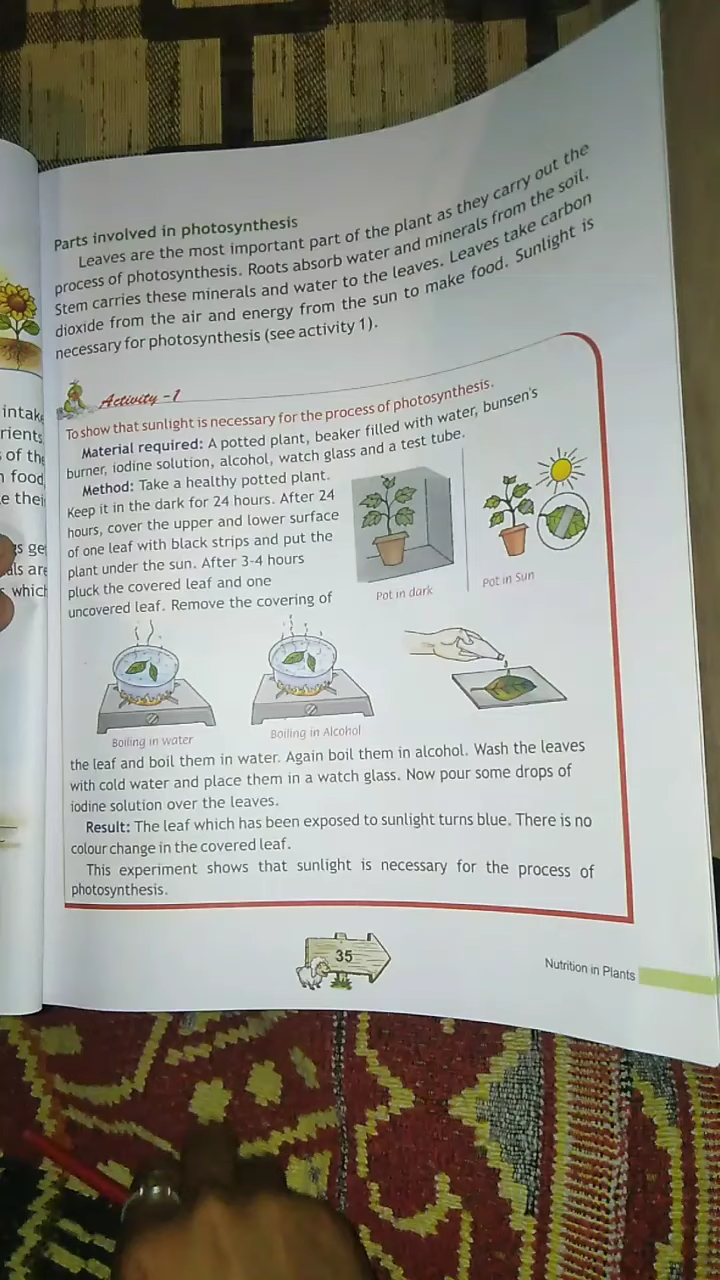 Parts involved in photosynthesis
Leaves are the most important part of the plant as they carry out the
process of photosynthesis. Roots absorb water and minerals from the soil.
Stem carries these minerals and water to the leaves. Leaves take carbon
dioxide from the air and energy from the sun to make food. Sunlight is
necessary for photosynthesis (see activity 1).
Activity -1
To show that sunlight is necessary for the process of photosynthesis.
Material required: A potted plant, beaker filled with water, bunsen's
burner, iodine solution, alcohol, watch glass and a test tube.
Method: Take a healthy potted plant.
Keep it in the dark for 24 hours. After 24
hours, cover the upper and lower surface
of one leaf with black strips and put the
plant under the sun. After 3-4 hours
pluck the covered leaf and one
uncovered leaf. Remove the covering of
Pot in dark
Pot in Sun
Boiling in water
Boiling in Alcohol
the leaf and boil them in water. Again boil them in alcohol. Wash the leaves
with cold water and place them in a watch glass. Now pour some drops of
iodine solution over the leaves.
Result: The leaf which has been exposed to sunlight turns blue. There is no
colour change in the covered leaf.
This experiment shows that sunlight is necessary for the process of
photosynthesis.
35
Nutrition in Plants
intake
of the
food
which